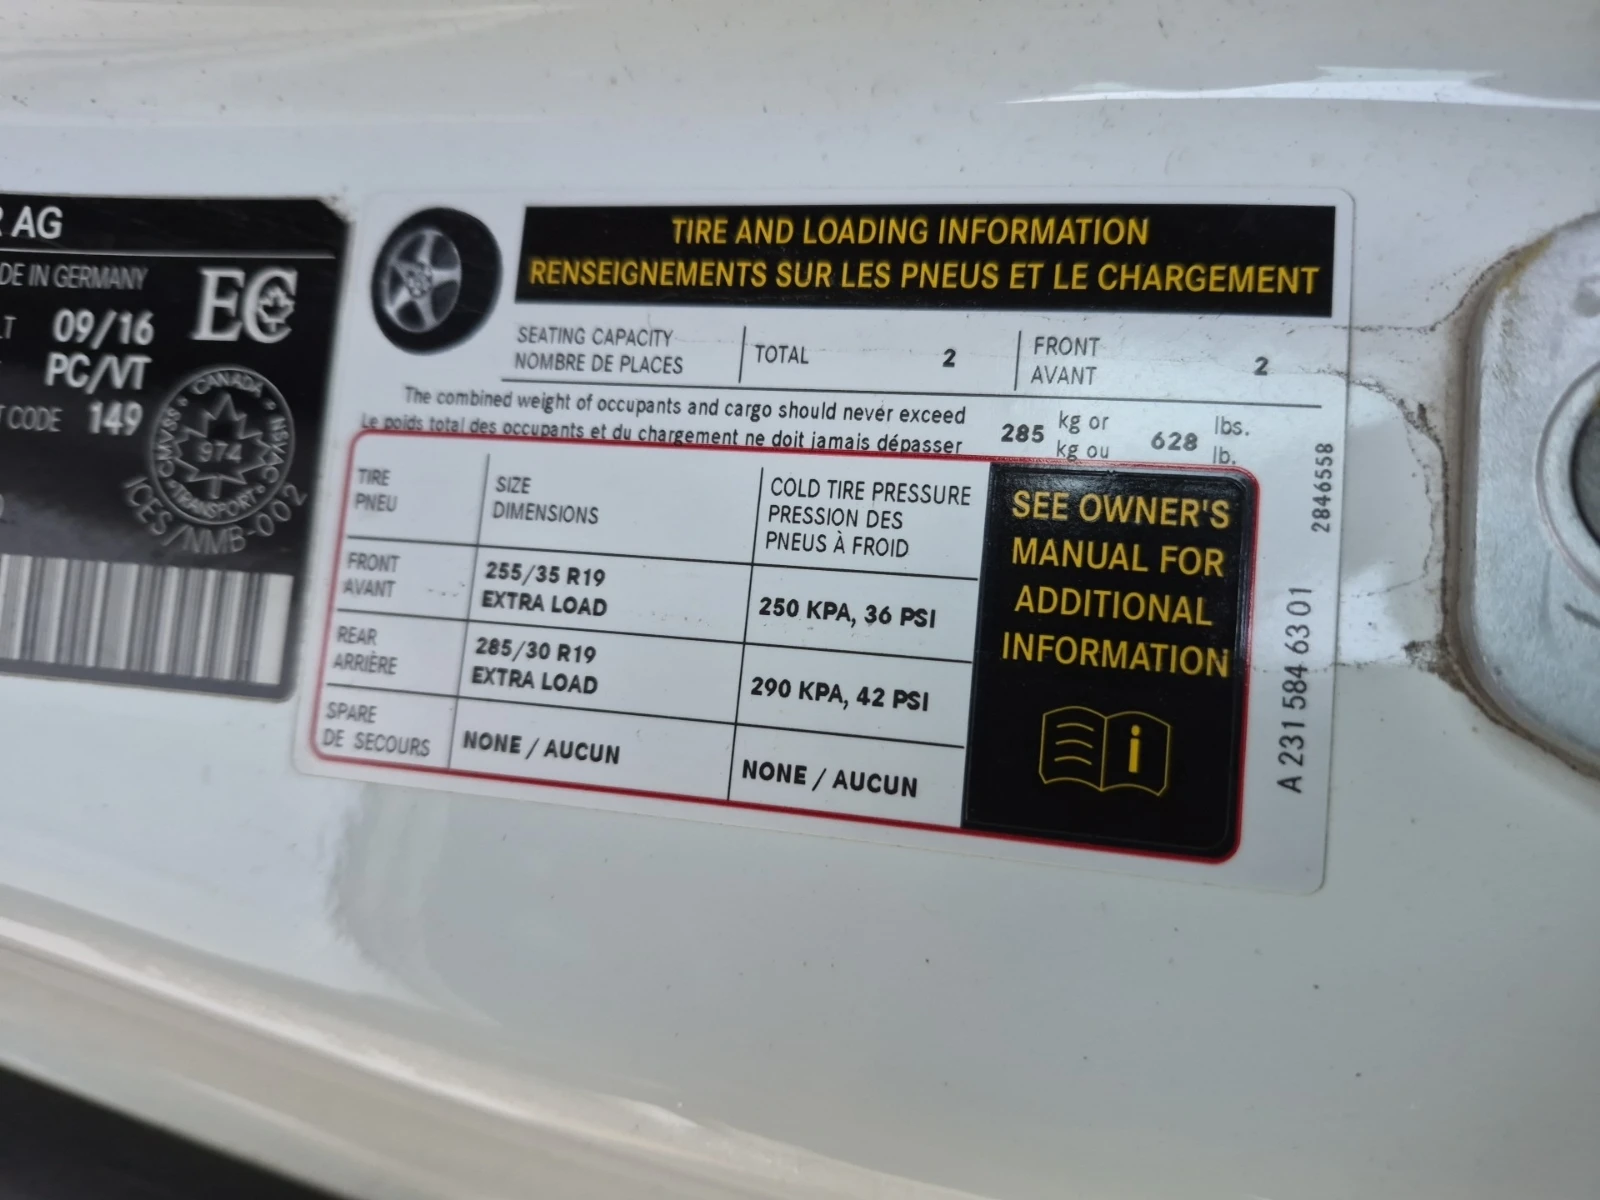 AG
MADE IN GERMANY
EC
09/16
PC/VT
CODE 149
CANADA
CMVSS NSVAC
974
TRANSPORT
ICES/NMB-002
TIRE AND LOADING INFORMATION
RENSEIGNEMENTS SUR LES PNEUS ET LE CHARGEMENT
SEATING CAPACITY
NOMBRE DE PLACES
TOTAL 2
FRONT
AVANT
2
The combined weight of occupants and cargo should never exceed 285 kg or 628 lbs.
Le poids total des occupants et du chargement ne doit jamais dépasser kg ou lb.
TIRE
PNEU
SIZE
DIMENSIONS
COLD TIRE PRESSURE
PRESSION DES
PNEUS À FROID
FRONT
AVANT
255/35 R19
EXTRA LOAD
250 KPA, 36 PSI
REAR
ARRIÈRE
285/30 R19
EXTRA LOAD
290 KPA, 42 PSI
SPARE
DE SECOURS
NONE / AUCUN
NONE / AUCUN
SEE OWNER'S
MANUAL FOR
ADDITIONAL
INFORMATION
i
2846558
A 231 584 63 01